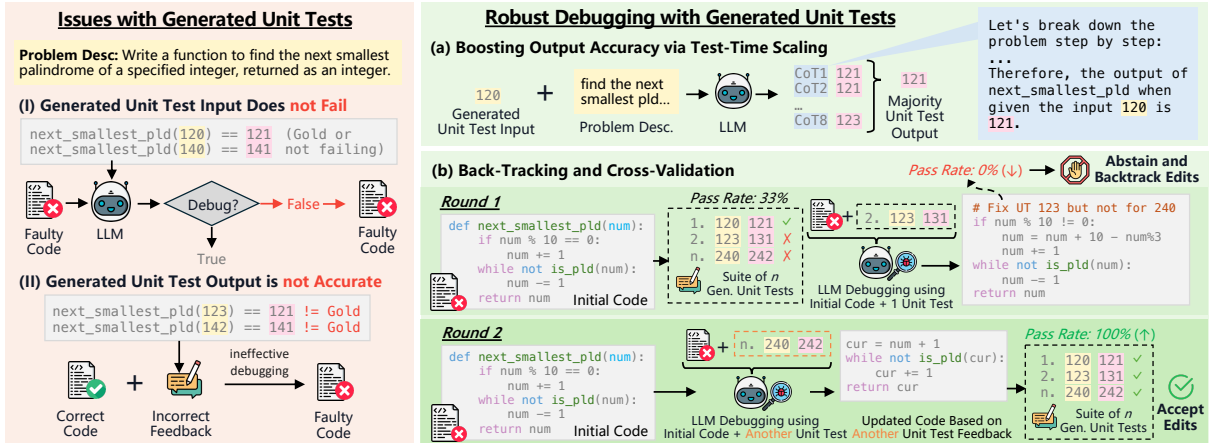 Issues with Generated Unit Tests
Problem Desc: Write a function to find the next smallest
palindrome of a specified integer, returned as an integer.
(I) Generated Unit Test Input Does not Fail
next_smallest_pld(120) == 121 (Gold or
next_smallest_pld(140) == 141 not failing)
Faulty
Code
LLM
Debug?
False
True
Faulty
Code
(II) Generated Unit Test Output is not Accurate
next_smallest_pld(123) == 121 != Gold
next_smallest_pld(142) == 141 != Gold
Correct
Code
+
Incorrect
Feedback
ineffective
debugging
Faulty
Code
Robust Debugging with Generated Unit Tests
(a) Boosting Output Accuracy via Test-Time Scaling
120
Generated
Unit Test Input
+
find the next
smallest pld...
Problem Desc.
LLM
CoT1 121
CoT2 121
…
CoT8 123
121
Majority
Unit Test
Output
Let's break down the
problem step by step:
...
Therefore, the output of
next_smallest_pld when
given the input 120 is
121.
(b) Back-Tracking and Cross-Validation
Round 1
def next_smallest_pld(num):
if num % 10 == 0:
num += 1
while not is_pld(num):
num -= 1
return num
Initial Code
Pass Rate: 33%
1. 120 121 ✓
2. 123 131 ✗
n. 240 242 ✗
Suite of n
Gen. Unit Tests
+ 2. 123 131
LLM Debugging using
Initial Code + 1 Unit Test
Pass Rate: 0% (↓)
Abstain and
Backtrack Edits
# Fix UT 123 but not for 240
if num % 10 != 0:
num = num + 10 - num%3
num += 1
while not is_pld(num):
num -= 1
return num
Round 2
def next_smallest_pld(num):
if num % 10 == 0:
num += 1
while not is_pld(num):
num -= 1
return num
Initial Code
+ n. 240 242
LLM Debugging using
Initial Code + Another Unit Test
cur = num + 1
while not is_pld(cur):
cur += 1
return cur
Updated Code Based on
Another Unit Test Feedback
Pass Rate: 100% (↑)
1. 120 121 ✓
2. 123 131 ✓
n. 240 242 ✓
Suite of n
Gen. Unit Tests
Accept
Edits